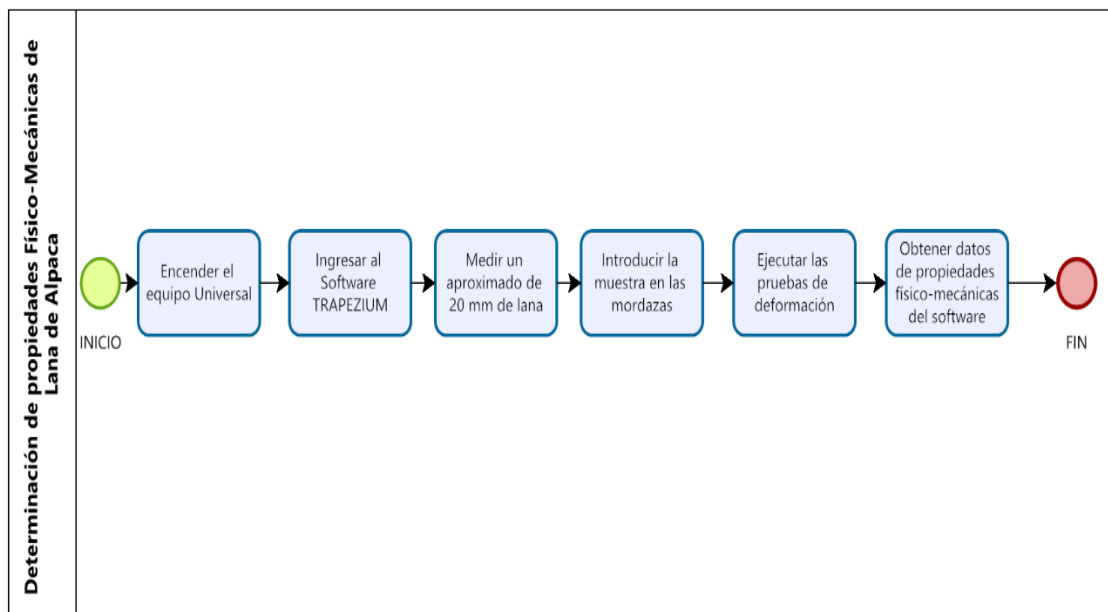 Determinación de propiedades Físico-Mecánicas de
Lana de Alpaca
INICIO
Encender el
equipo Universal
Ingresar al
Software
TRAPEZIUM
Medir un
aproximado de
20 mm de lana
Introducir la
muestra en las
mordazas
Ejecutar las
pruebas de
deformación
Obtener datos
de propiedades
físico-mecánicas
del software
FIN